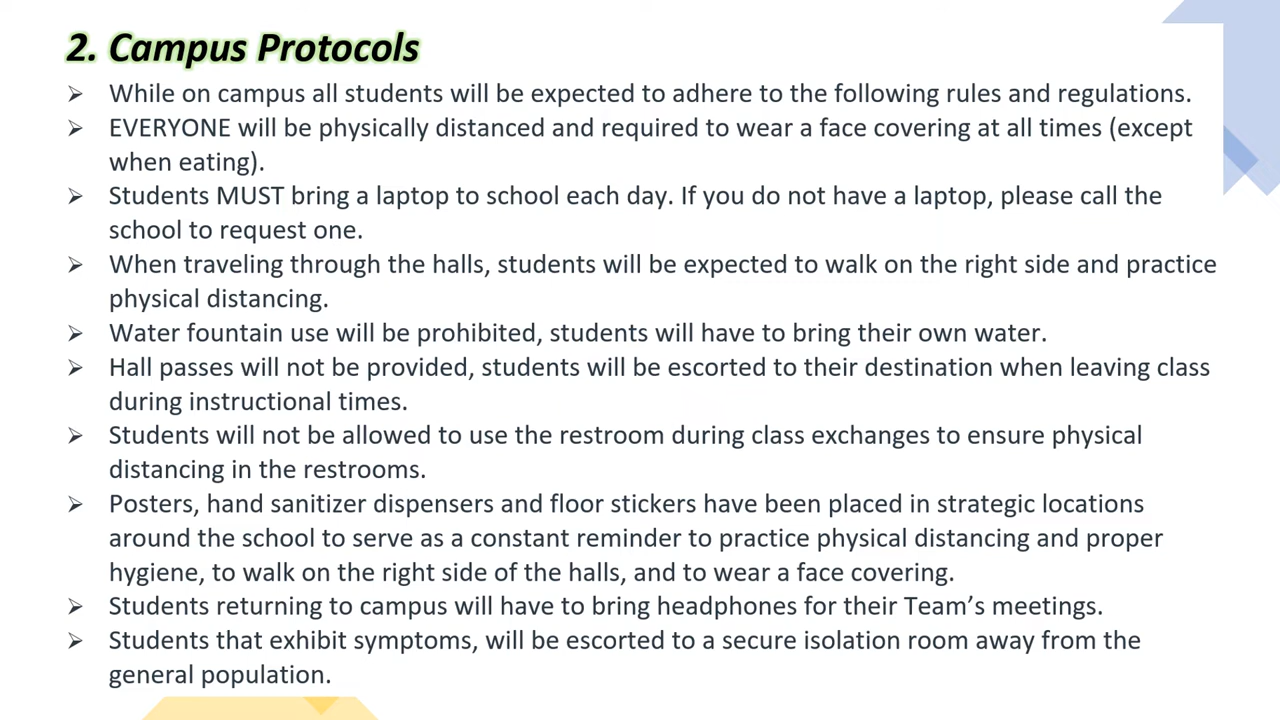 2. Campus Protocols
➢ While on campus all students will be expected to adhere to the following rules and regulations.
➢ EVERYONE will be physically distanced and required to wear a face covering at all times (except
when eating).
➢ Students MUST bring a laptop to school each day. If you do not have a laptop, please call the
school to request one.
➢ When traveling through the halls, students will be expected to walk on the right side and practice
physical distancing.
➢ Water fountain use will be prohibited, students will have to bring their own water.
➢ Hall passes will not be provided, students will be escorted to their destination when leaving class
during instructional times.
➢ Students will not be allowed to use the restroom during class exchanges to ensure physical
distancing in the restrooms.
➢ Posters, hand sanitizer dispensers and floor stickers have been placed in strategic locations
around the school to serve as a constant reminder to practice physical distancing and proper
hygiene, to walk on the right side of the halls, and to wear a face covering.
➢ Students returning to campus will have to bring headphones for their Team’s meetings.
➢ Students that exhibit symptoms, will be escorted to a secure isolation room away from the
general population.